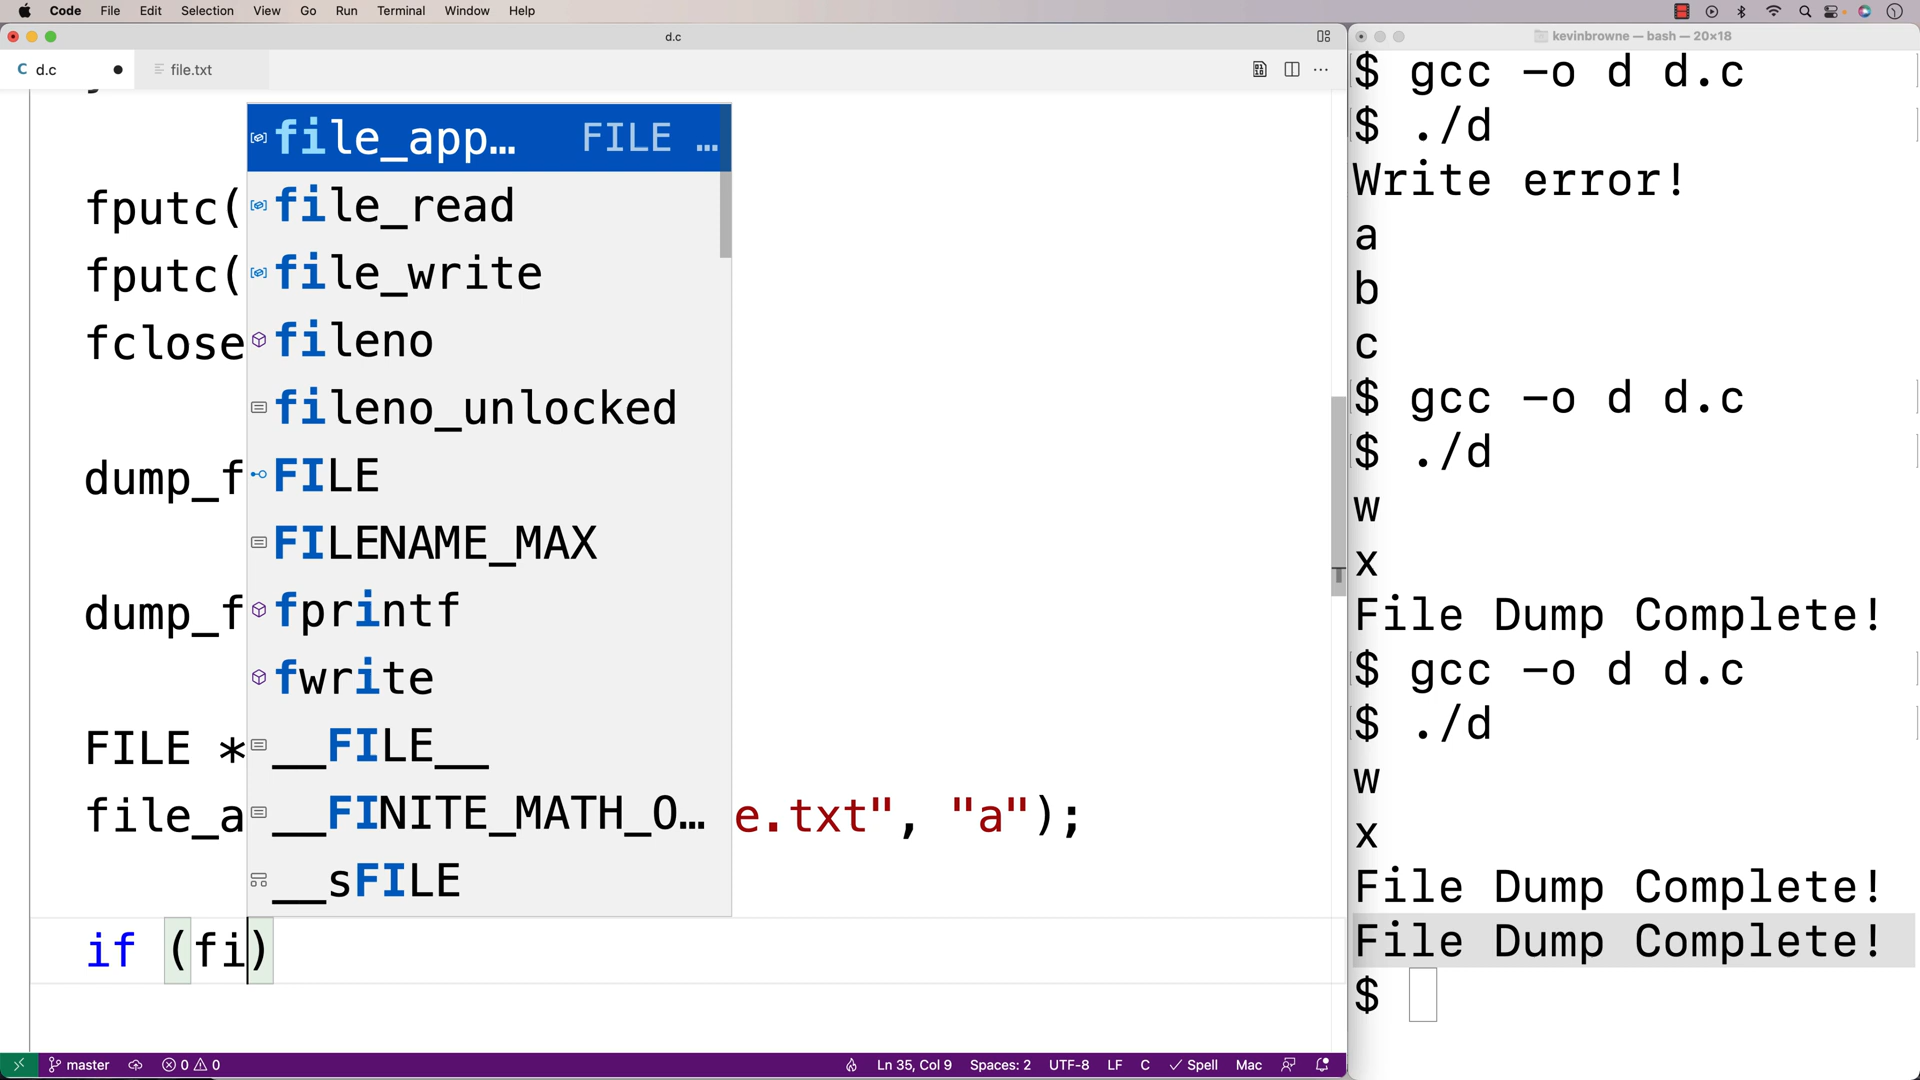 Code File Edit Selection View Go Run Terminal Window Help
d.c
C d.c
file.txt
file_app… FILE …
file_read
file_write
fileno
fileno_unlocked
FILE
FILENAME_MAX
fprintf
fwrite
__FILE__
__FINITE_MATH_O…
__sFILE
fputc(
fputc(
fclose
dump_f
dump_f
FILE *
file_a
e.txt", "a");
if (fi)
master
0 0
Ln 35, Col 9 Spaces: 2 UTF-8 LF C Spell Mac
kevinbrowne — bash — 20×18
$ gcc -o d d.c
$ ./d
Write error!
a
b
c
$ gcc -o d d.c
$ ./d
w
x
File Dump Complete!
$ gcc -o d d.c
$ ./d
w
x
File Dump Complete!
File Dump Complete!
$